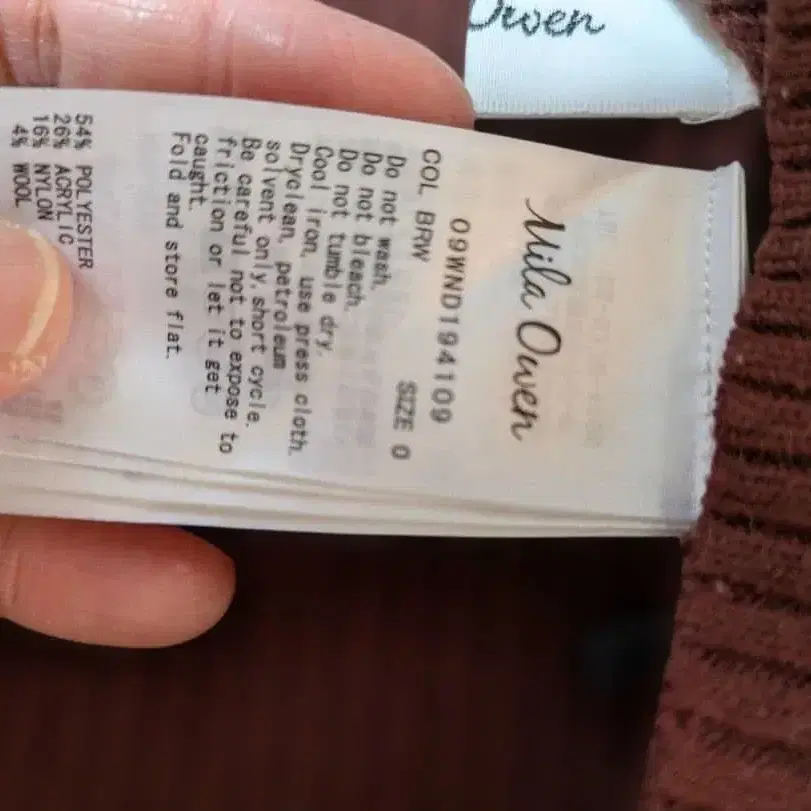 Owen
Mila Owen
09WND194109
COL BRW SIZE 0
Do not wash.
Do not bleach.
Do not tumble dry.
Cool iron, use press cloth.
Dryclean, petroleum
solvent only.short cycle.
Be careful not to expose to
friction or let it get
caught.
Fold and store flat.
54% POLYESTER
26% ACRYLIC
16% NYLON
4% WOOL